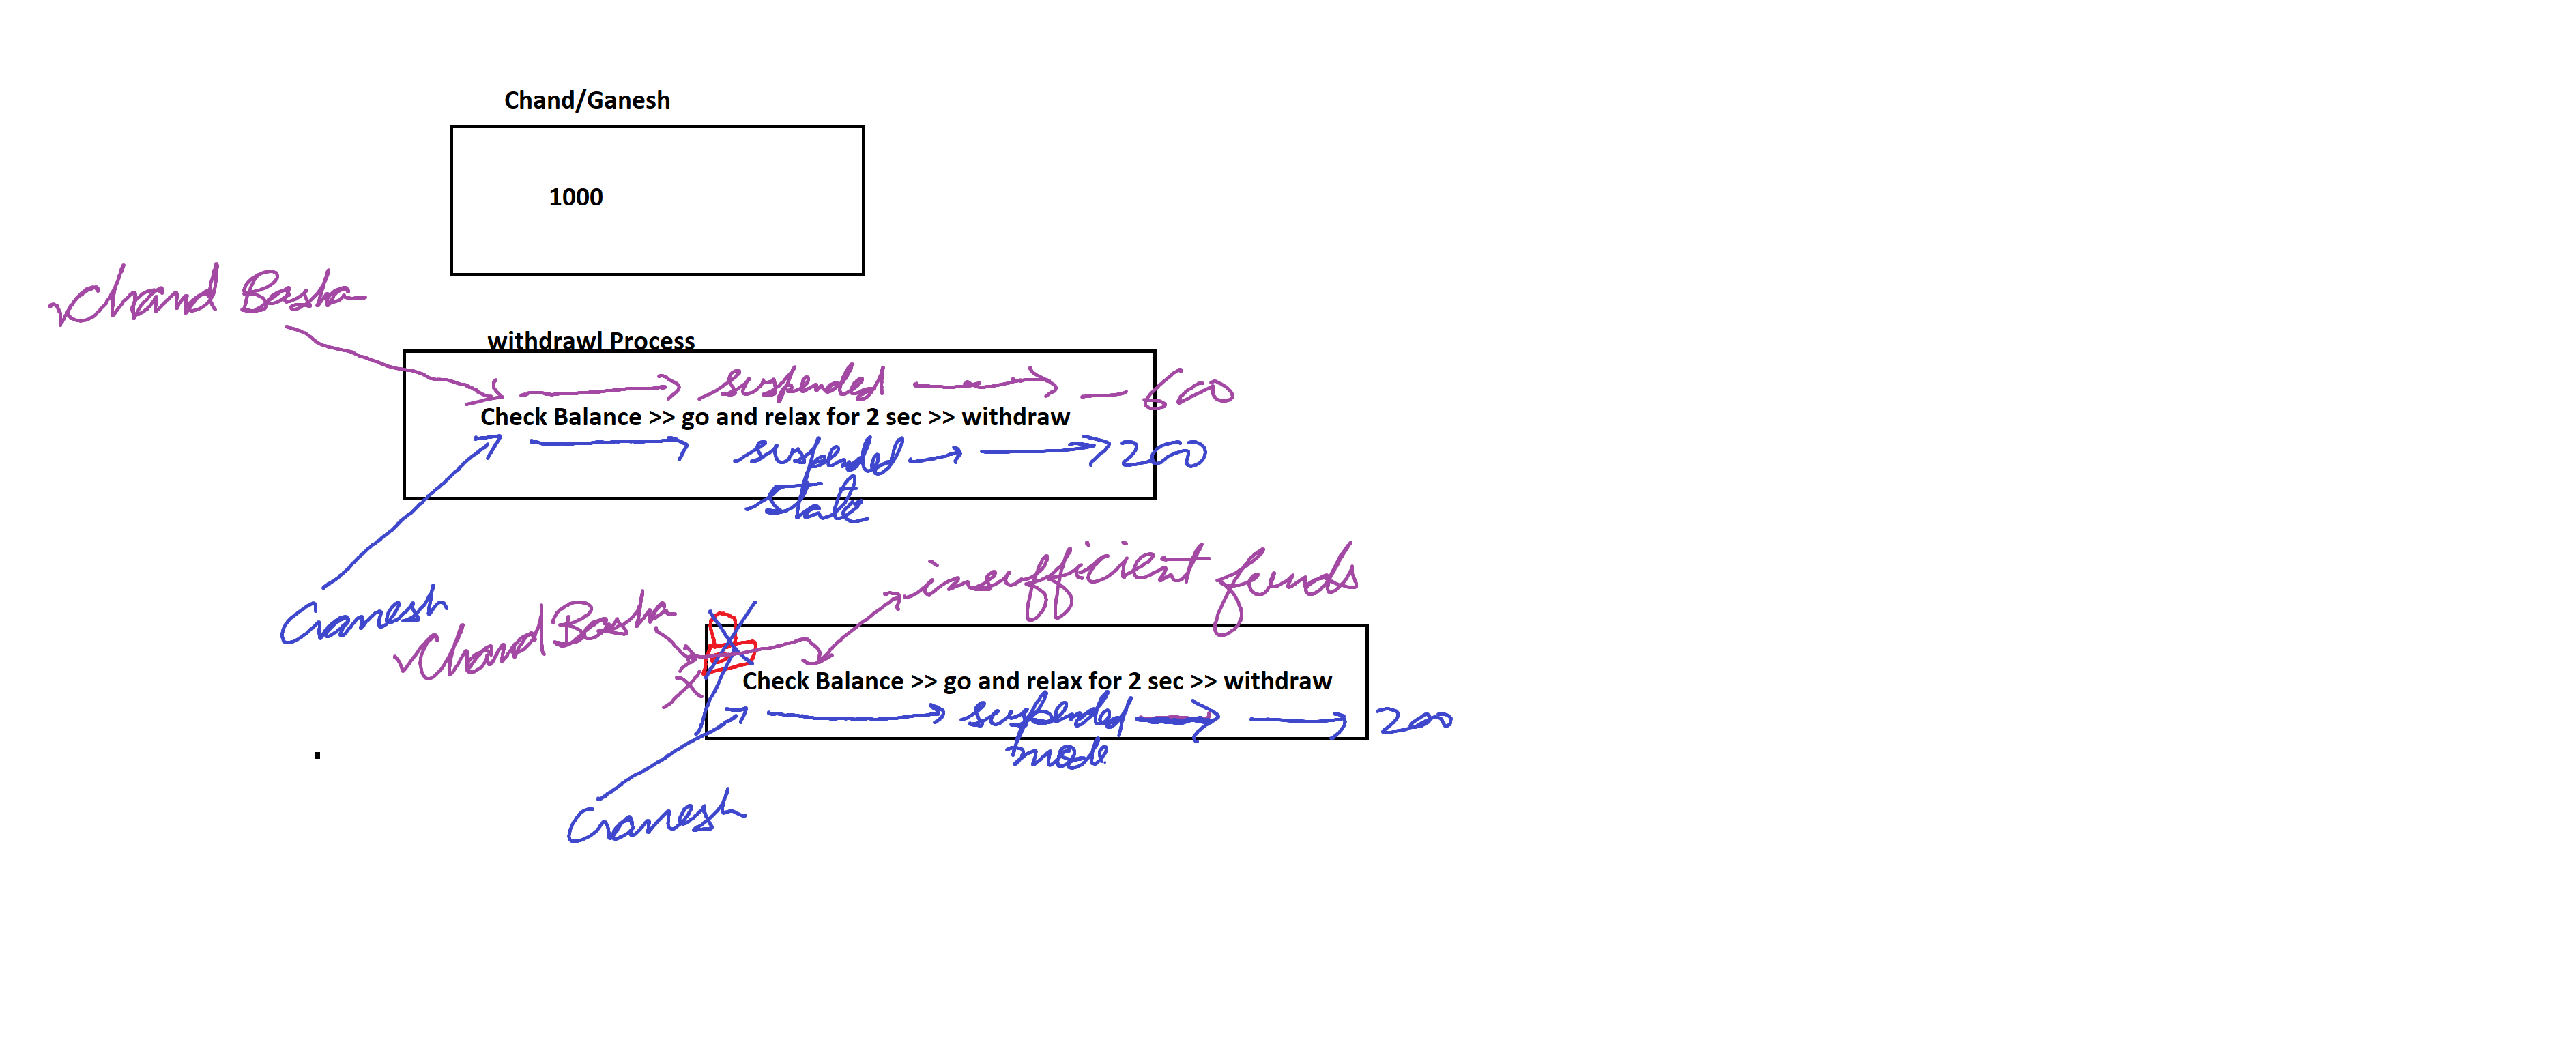 Chand/Ganesh
1000
Chand Basha
withdrawl Process
suspended — 600
Check Balance >> go and relax for 2 sec >> withdraw
suspended 200
state
Ganesh
insufficient funds
Chand Basha
Check Balance >> go and relax for 2 sec >> withdraw
suspended 200
mode
Ganesh